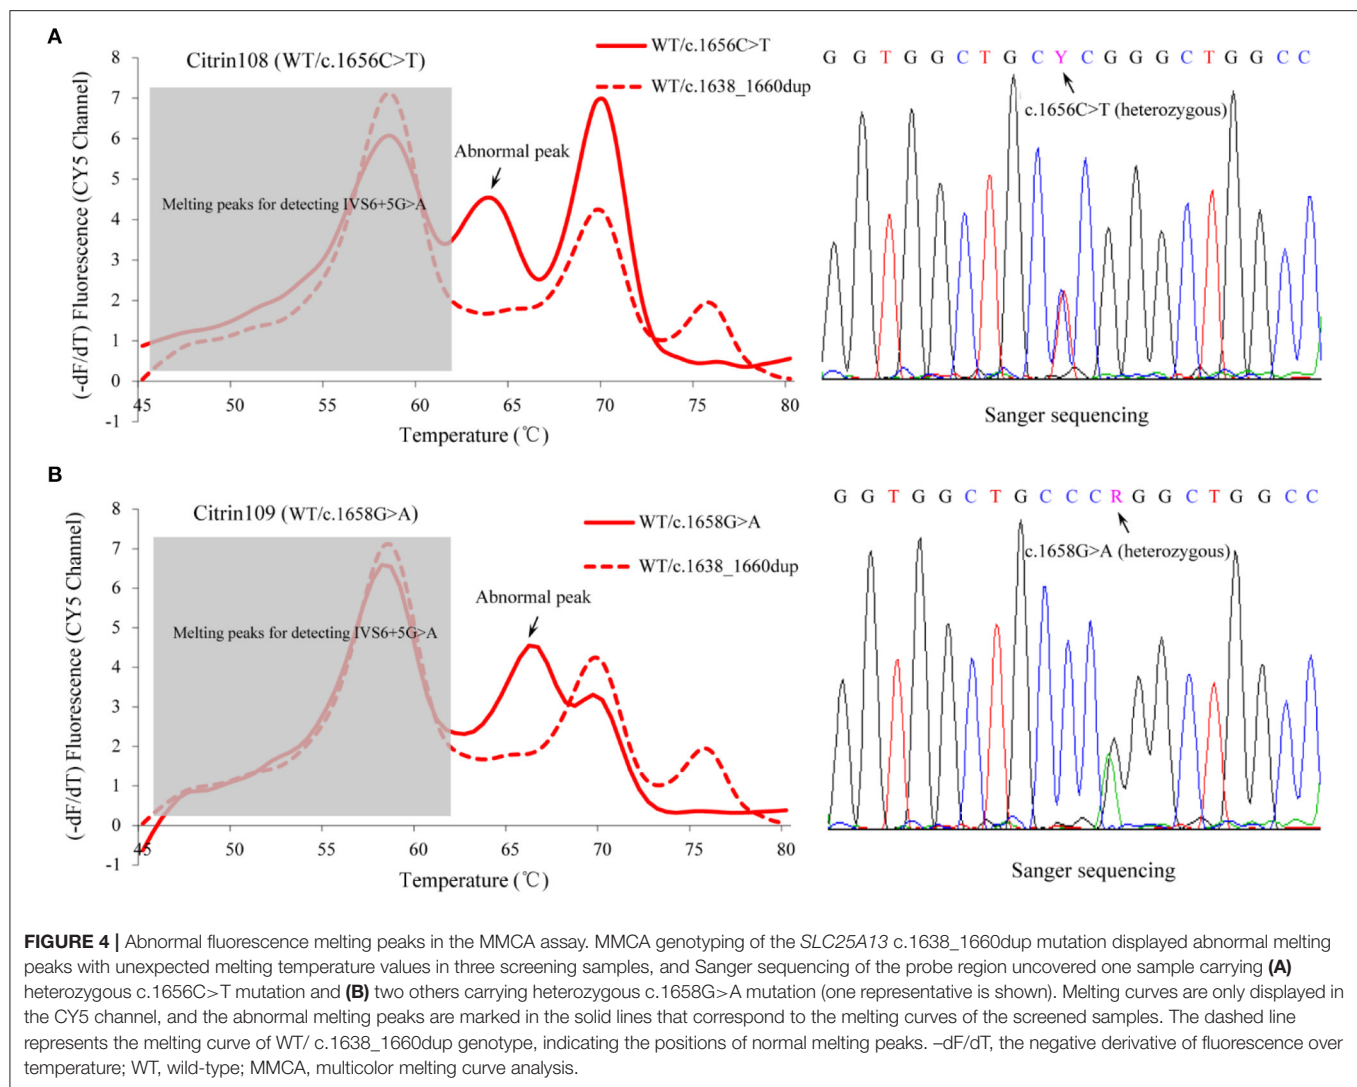 A
Citrin108 (WT/c.1656C>T)
WT/c.1656C>T
WT/c.1638_1660dup
Abnormal peak
Melting peaks for detecting IVS6+5G>A
(-dF/dT) Fluorescence (CY5 Channel)
8
7
6
5
4
3
2
1
0
-1
45 50 55 60 65 70 75 80
Temperature (℃)
G G T G G C T G C Y C G G G C T G G C C
c.1656C>T (heterozygous)
Sanger sequencing
B
Citrin109 (WT/c.1658G>A)
WT/c.1658G>A
WT/c.1638_1660dup
Abnormal peak
Melting peaks for detecting IVS6+5G>A
(-dF/dT) Fluorescence (CY5 Channel)
8
7
6
5
4
3
2
1
0
-1
45 50 55 60 65 70 75 80
Temperature (℃)
G G T G G C T G C C C R G G C T G G C C
c.1658G>A (heterozygous)
Sanger sequencing
FIGURE 4 | Abnormal fluorescence melting peaks in the MMCA assay. MMCA genotyping of the SLC25A13 c.1638_1660dup mutation displayed abnormal melting
peaks with unexpected melting temperature values in three screening samples, and Sanger sequencing of the probe region uncovered one sample carrying (A)
heterozygous c.1656C>T mutation and (B) two others carrying heterozygous c.1658G>A mutation (one representative is shown). Melting curves are only displayed in
the CY5 channel, and the abnormal melting peaks are marked in the solid lines that correspond to the melting curves of the screened samples. The dashed line
represents the melting curve of WT/ c.1638_1660dup genotype, indicating the positions of normal melting peaks. –dF/dT, the negative derivative of fluorescence over
temperature; WT, wild-type; MMCA, multicolor melting curve analysis.